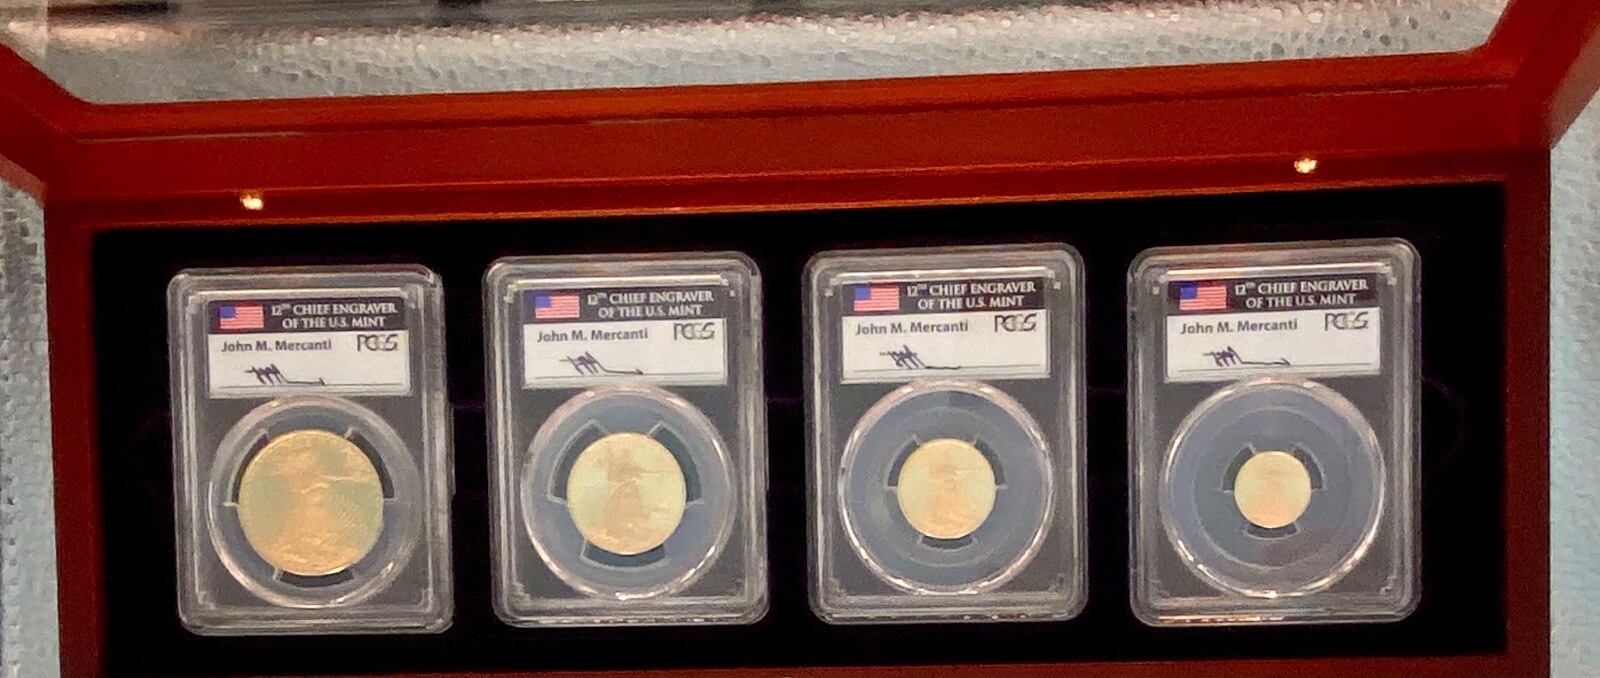 12TH CHIEF ENGRAVER
OF THE U.S. MINT
John M. Mercanti PCGS
12TH CHIEF ENGRAVER
OF THE U.S. MINT
John M. Mercanti PCGS
12TH CHIEF ENGRAVER
OF THE U.S. MINT
John M. Mercanti PCGS
12TH CHIEF ENGRAVER
OF THE U.S. MINT
John M. Mercanti PCGS